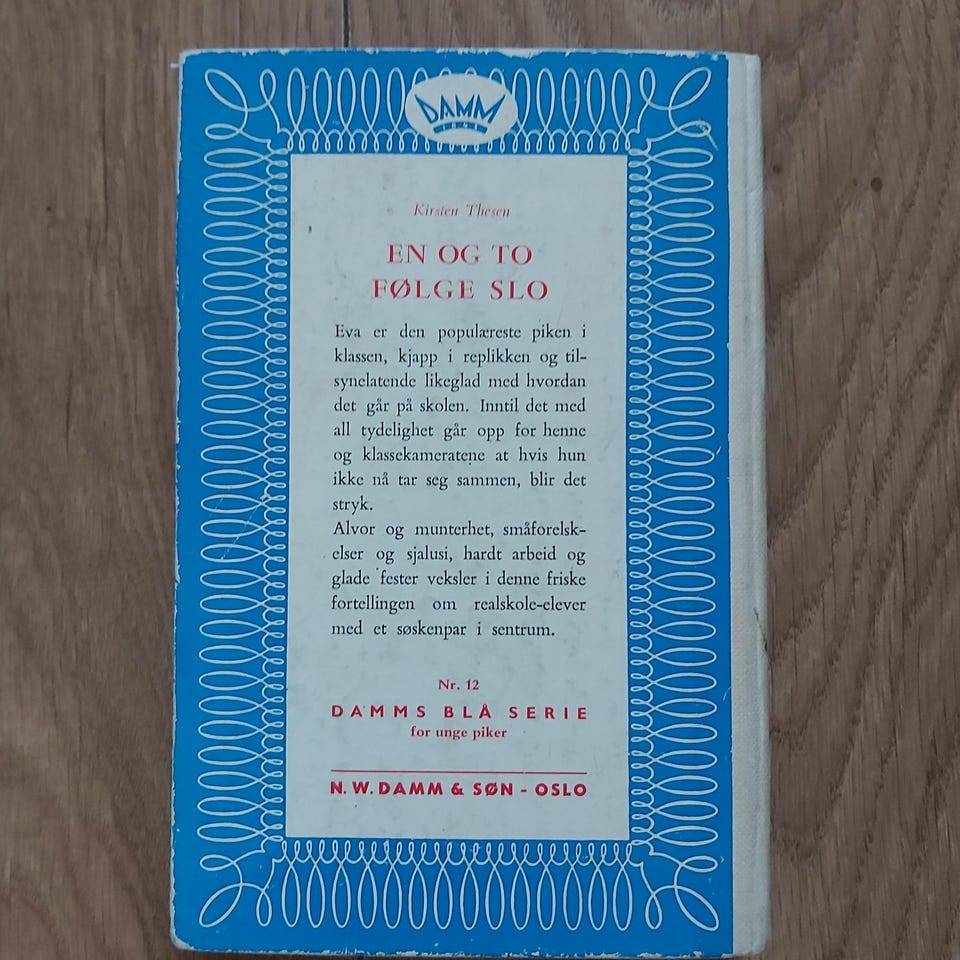 DAMM
1843
Kirsten Thesen
EN OG TO
FØLGE SLO
Eva er den populæreste piken i
klassen, kjapp i replikken og til-
synelatende likeglad med hvordan
det går på skolen. Inntil det med
all tydelighet går opp for henne
og klassekameratene at hvis hun
ikke nå tar seg sammen, blir det
stryk.
Alvor og munterhet, småforelsk-
elser og sjalusi, hardt arbeid og
glade fester veksler i denne friske
fortellingen om realskole-elever
med et søskenpar i sentrum.
Nr. 12
DAMMS BLÅ SERIE
for unge piker
N. W. DAMM & SØN - OSLO